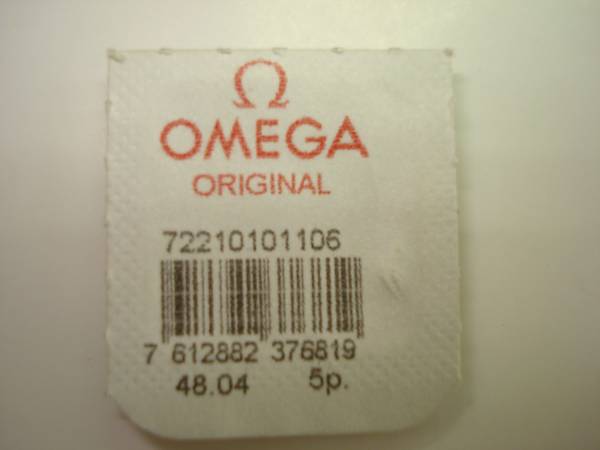 Ω
OMEGA
ORIGINAL
72210101106
7 612882 376819
48.04 5p.